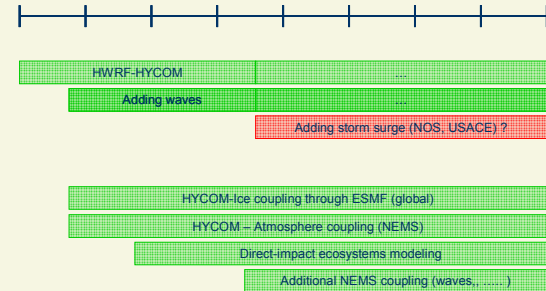 HWRF-HYCOM ...
Adding waves ...
Adding storm surge (NOS, USACE) ?
HYCOM-Ice coupling through ESMF (global)
HYCOM – Atmosphere coupling (NEMS)
Direct-impact ecosystems modeling
Additional NEMS coupling (waves,, ..... )